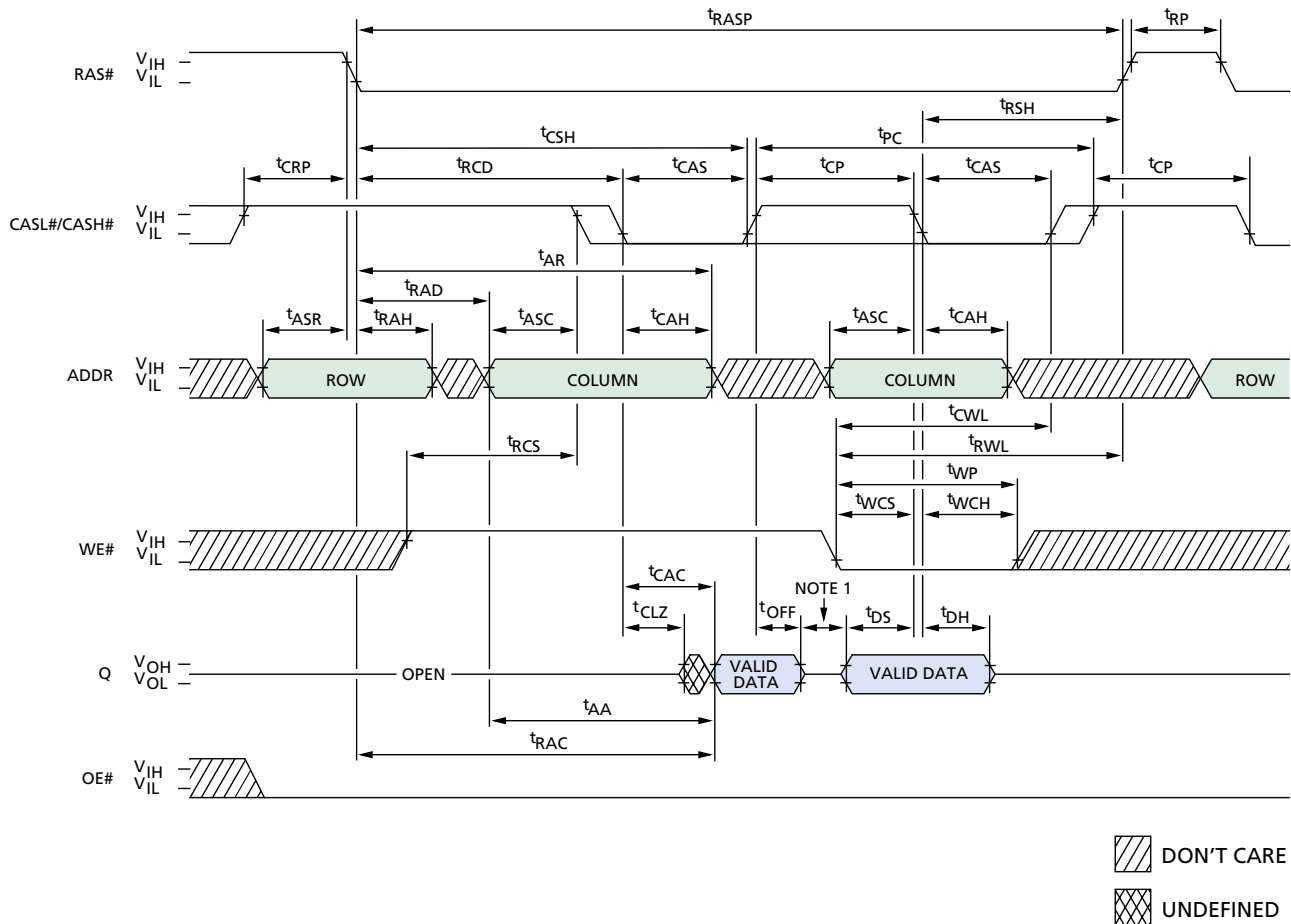 tRASP
tRP
RAS#
VIH
VIL
tRSH
tCSH
tPC
tCRP
tRCD
tCAS
tCP
tCAS
tCP
CASL#/CASH#
VIH
VIL
tAR
tRAD
tASR
tRAH
tASC
tCAH
tASC
tCAH
ADDR
VIH
VIL
ROW
COLUMN
COLUMN
ROW
tCWL
tRCS
tRWL
tWP
tWCS
tWCH
WE#
VIH
VIL
tCAC
NOTE 1
tCLZ
tOFF
tDS
tDH
Q
VOH
VOL
OPEN
VALID
DATA
VALID DATA
tAA
tRAC
OE#
VIH
VIL
DON'T CARE
UNDEFINED